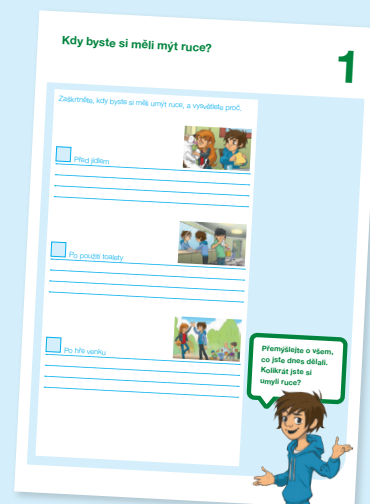 Kdy byste si měli mýt ruce?
1
Zaškrtněte, kdy byste si měli umýt ruce, a vysvětlete proč.
Před jídlem
Po použití toalety
Po hře venku
Přemýšlejte o všem,
co jste dnes dělali.
Kolikrát jste si
umyli ruce?